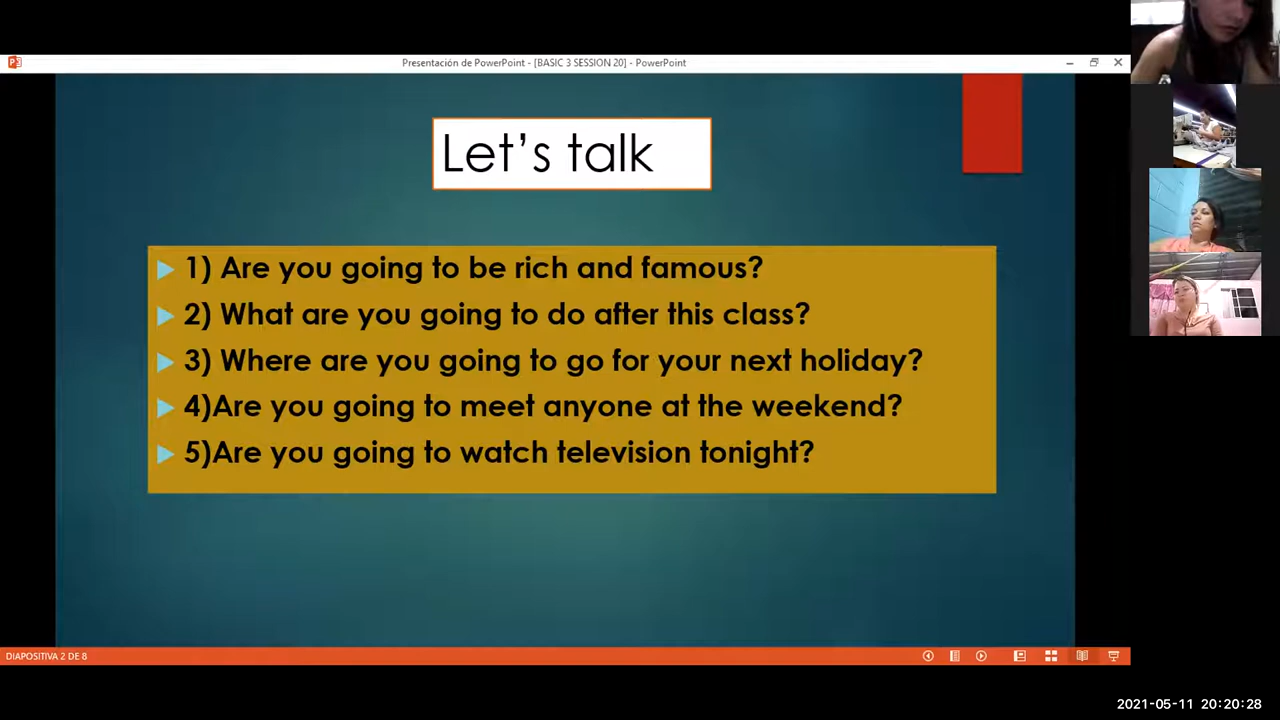 Presentación de PowerPoint - [BASIC 3 SESSION 20] - PowerPoint
Let's talk
1) Are you going to be rich and famous?
2) What are you going to do after this class?
3) Where are you going to go for your next holiday?
4)Are you going to meet anyone at the weekend?
5)Are you going to watch television tonight?
DIAPOSITIVA 2 DE 8
2021-05-11 20:20:28